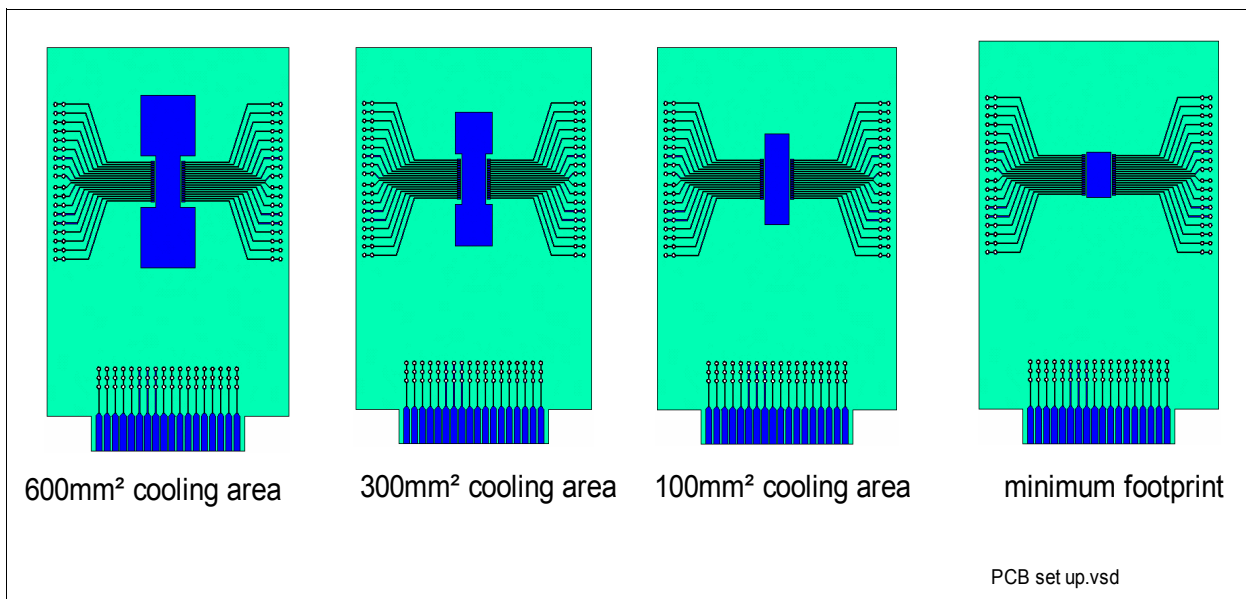 600mm² cooling area
300mm² cooling area
100mm² cooling area
minimum footprint
PCB set up.vsd